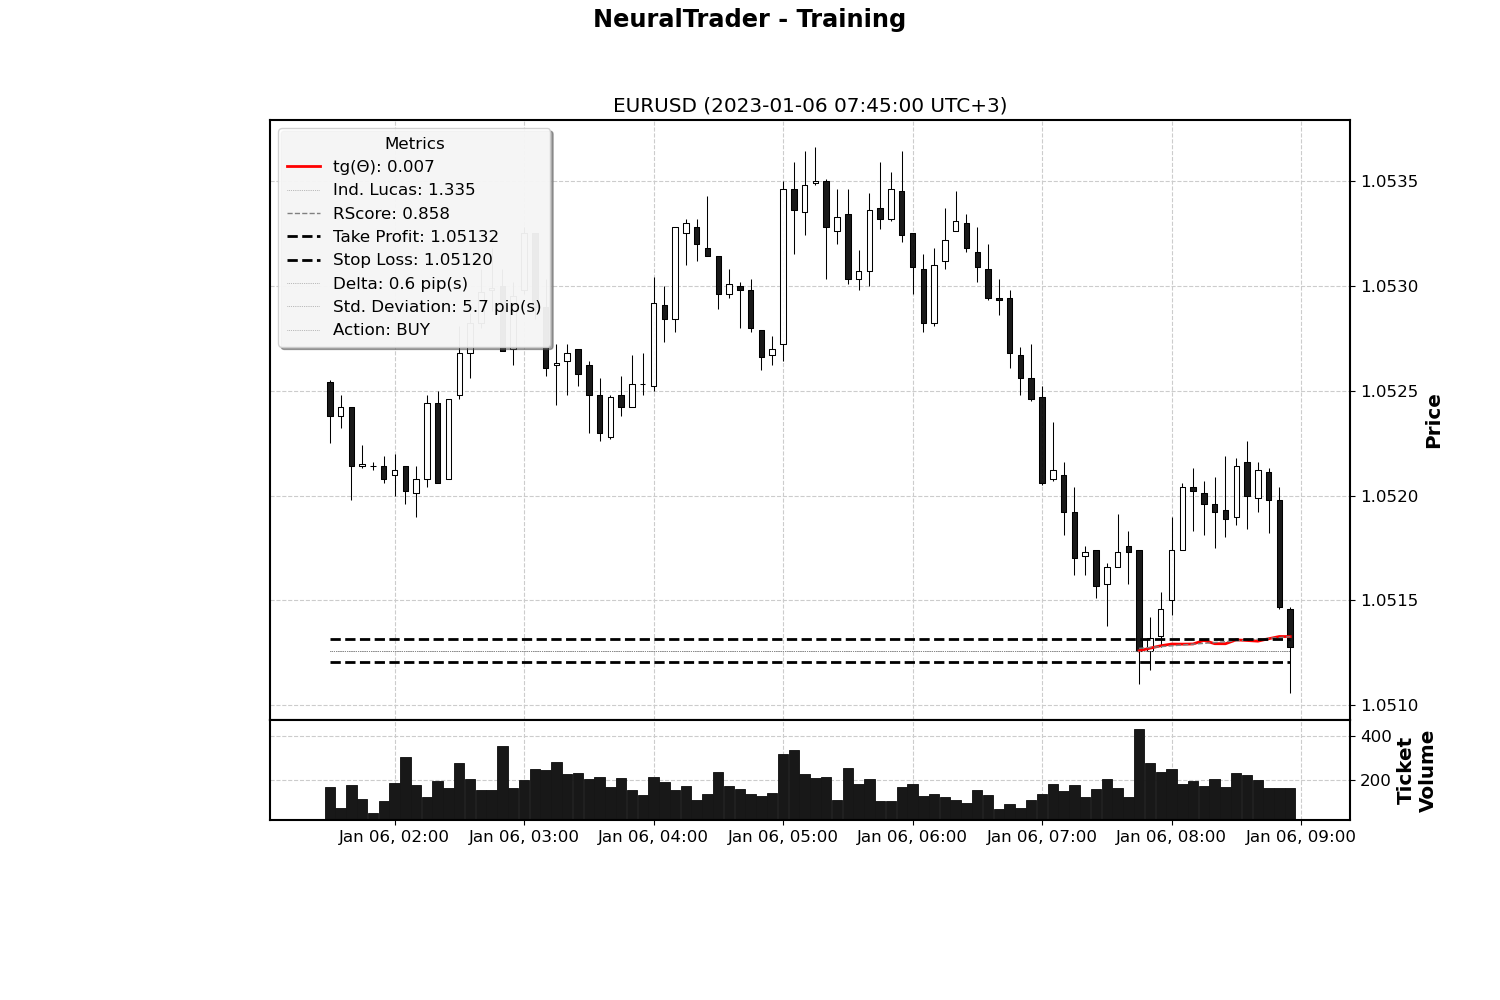 NeuralTrader - Training
EURUSD (2023-01-06 07:45:00 UTC+3)
Metrics
tg(Θ): 0.007
Ind. Lucas: 1.335
RScore: 0.858
Take Profit: 1.05132
Stop Loss: 1.05120
Delta: 0.6 pip(s)
Std. Deviation: 5.7 pip(s)
Action: BUY
1.0535
1.0530
1.0525
1.0520
1.0515
1.0510
Price
400
200
Ticket
Volume
Jan 06, 02:00
Jan 06, 03:00
Jan 06, 04:00
Jan 06, 05:00
Jan 06, 06:00
Jan 06, 07:00
Jan 06, 08:00
Jan 06, 09:00